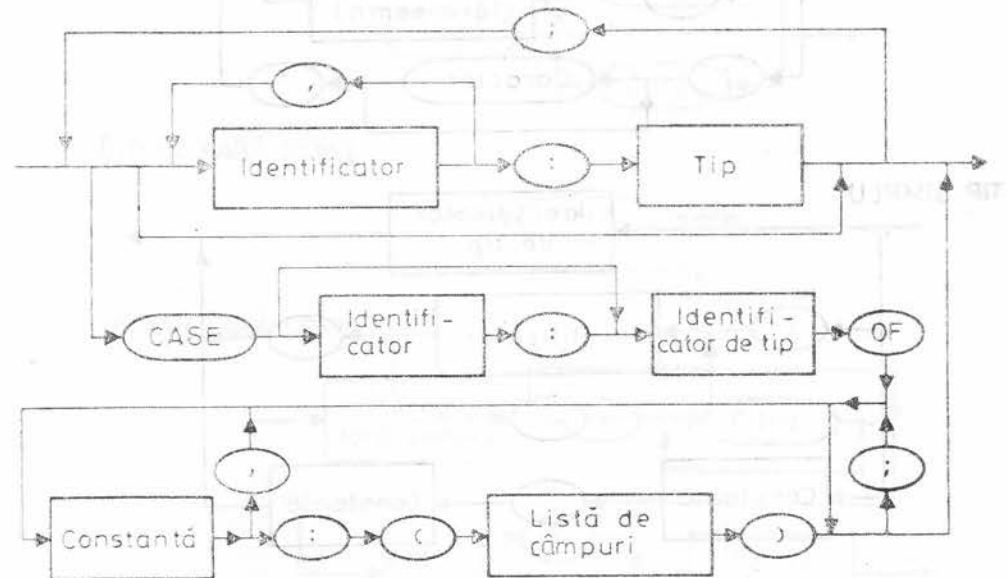 ;
,
Identificator
:
Tip
CASE
Identifi-
cator
:
Identifi-
cator de tip
OF
,
;
Constantă
:
(
Listă de
câmpuri
)